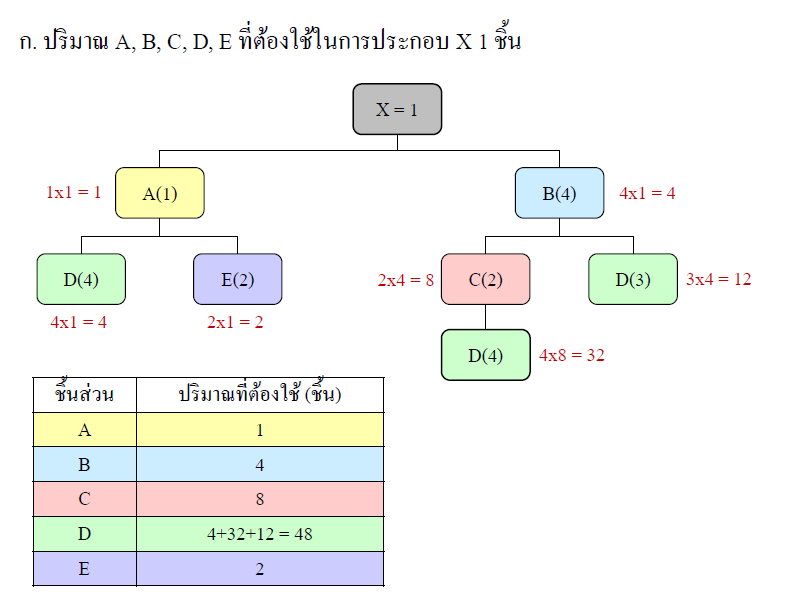 ก. ปริมาณ A, B, C, D, E ที่ต้องใช้ในการประกอบ X 1 ชิ้น
X = 1
1x1 = 1
A(1)
B(4)
4x1 = 4
D(4)
E(2)
2x4 = 8
C(2)
D(3)
3x4 = 12
4x1 = 4
2x1 = 2
D(4)
4x8 = 32
ชิ้นส่วน ปริมาณที่ต้องใช้ (ชิ้น)
A 1
B 4
C 8
D 4+32+12 = 48
E 2